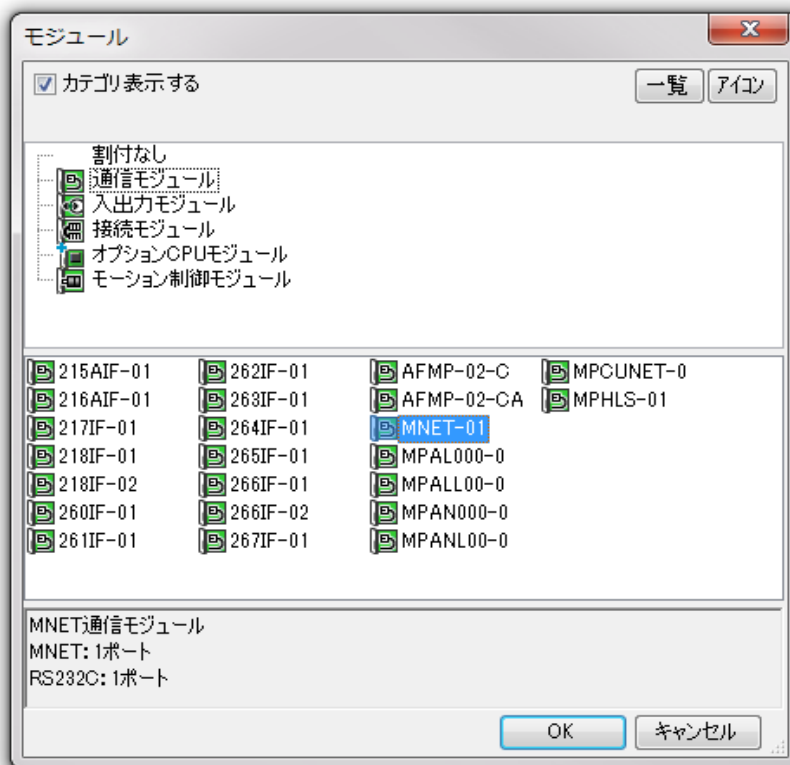 モジュール
カテゴリ表示する
一覧 アイコン
割付なし
通信モジュール
入出力モジュール
接続モジュール
オプションCPUモジュール
モーション制御モジュール
215AIF-01 262IF-01 AFMP-02-C MPCUNET-0
216AIF-01 263IF-01 AFMP-02-CA MPHLS-01
217IF-01 264IF-01 MNET-01
218IF-01 265IF-01 MPAL000-0
218IF-02 266IF-01 MPALL00-0
260IF-01 266IF-02 MPAN000-0
261IF-01 267IF-01 MPANL00-0
MNET通信モジュール
MNET:1ポート
RS232C:1ポート
OK キャンセル